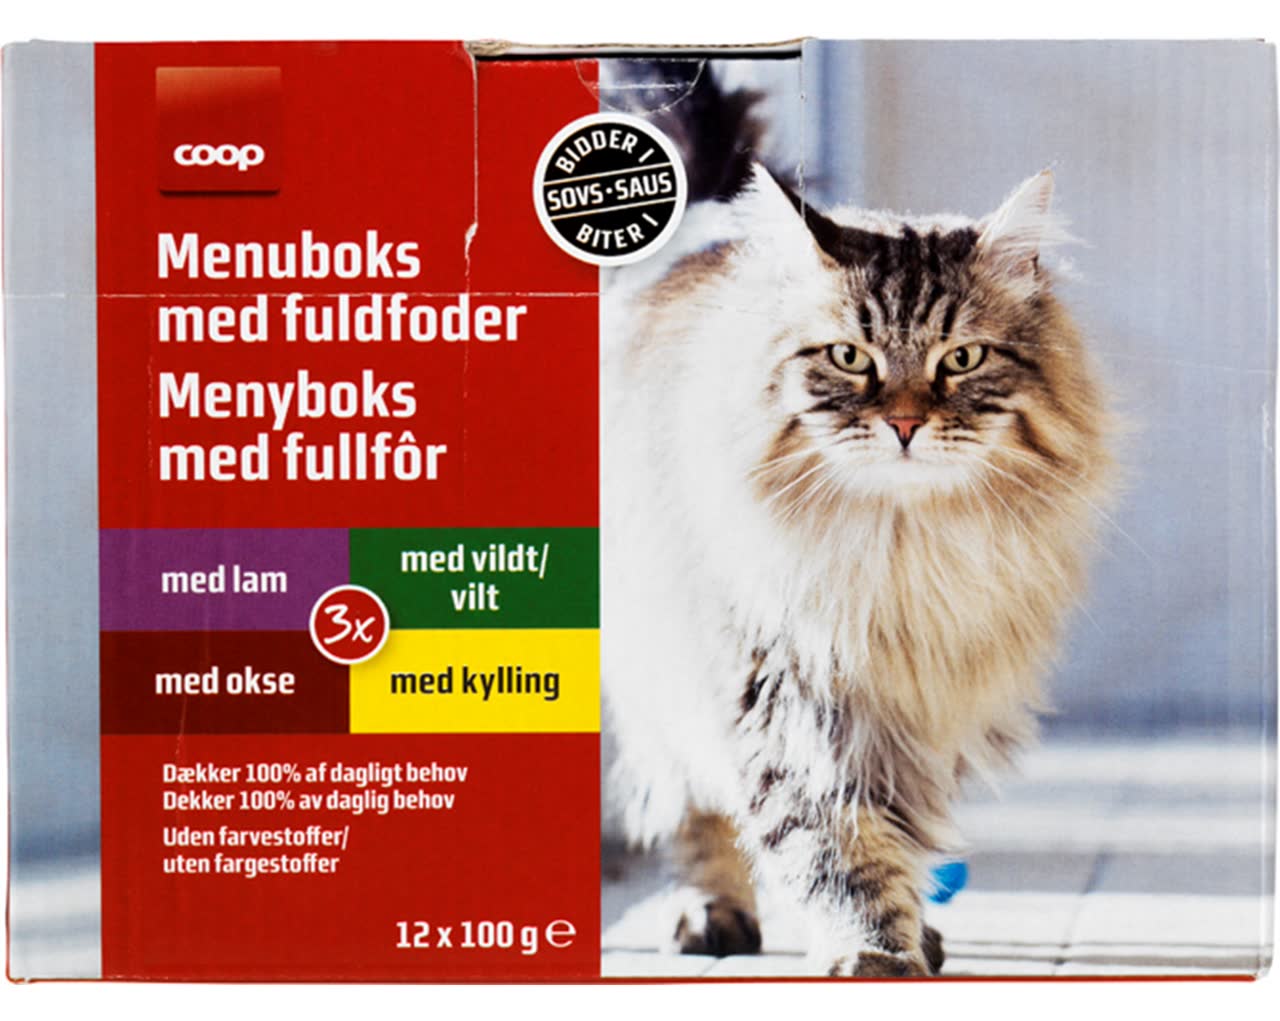 coop
BIDDER I
SOVS·SAUS
BITER I
Menuboks
med fuldfoder
Menyboks
med fullfôr
med lam
med vildt/
vilt
3x
med okse
med kylling
Dækker 100% af dagligt behov
Dekker 100% av daglig behov
Uden farvestoffer/
uten fargestoffer
12 x 100 g ℮